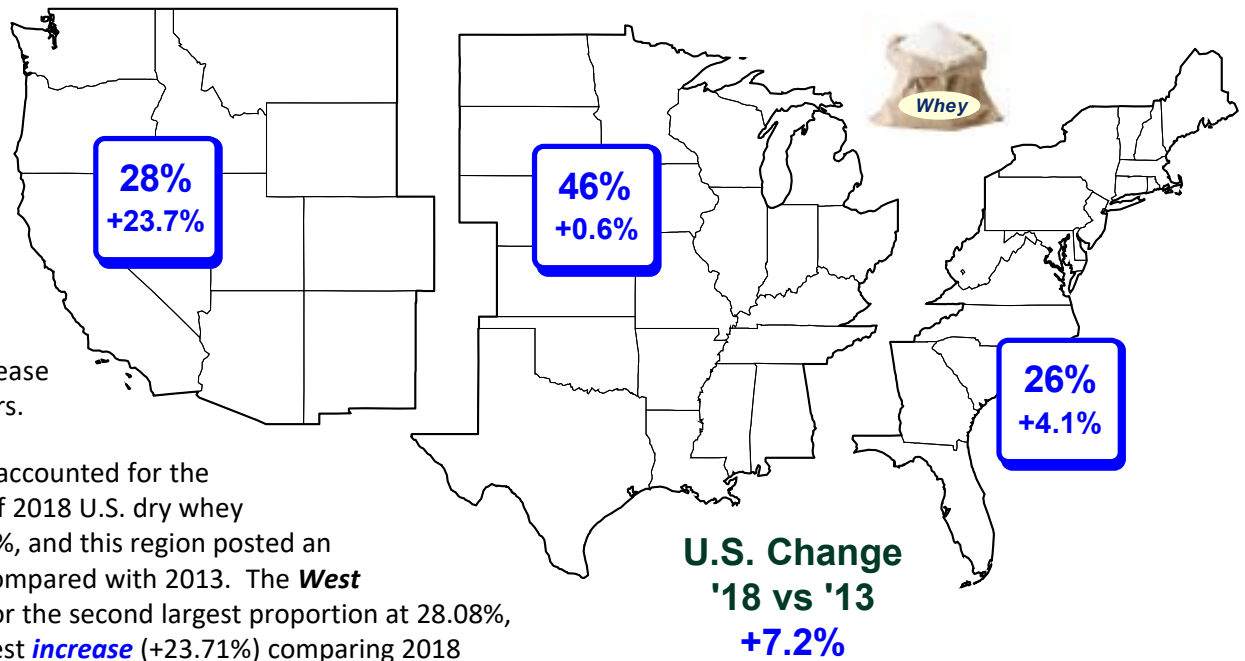 Whey
28%
+23.7%
46%
+0.6%
26%
+4.1%
ease
rs.
accounted for the
f 2018 U.S. dry whey
%, and this region posted an
ompared with 2013. The West
or the second largest proportion at 28.08%,
est increase (+23.71%) comparing 2018
U.S. Change
'18 vs '13
+7.2%